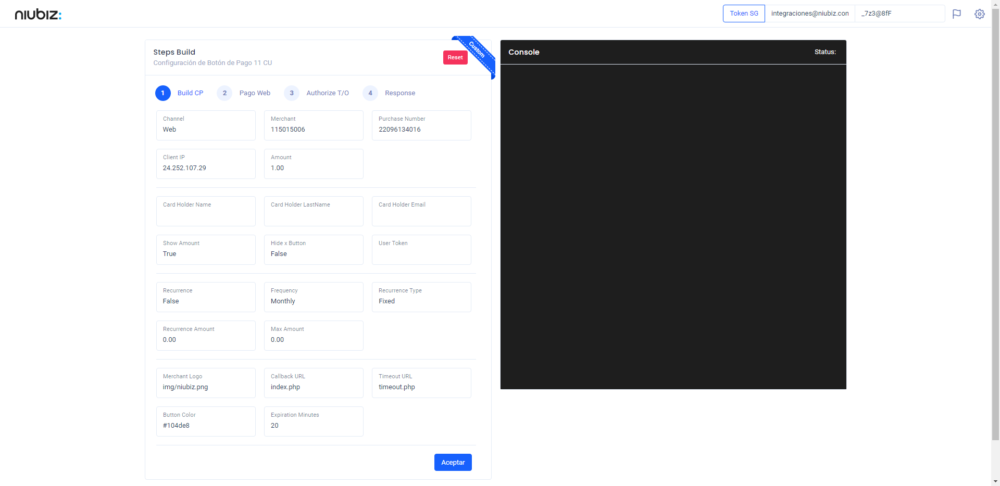 niubiz:
Token SG
integraciones@niubiz.con
_7z3@8fF
Steps Build
Configuración de Botón de Pago 11 CU
Reset
Custom
1 Build CP
2 Pago Web
3 Authorize T/O
4 Response
Channel
Web
Merchant
115015006
Purchase Number
22096134016
Client IP
24.252.107.29
Amount
1.00
Card Holder Name
Card Holder LastName
Card Holder Email
Show Amount
True
Hide x Button
False
User Token
Recurrence
False
Frequency
Monthly
Recurrence Type
Fixed
Recurrence Amount
0.00
Max Amount
0.00
Merchant Logo
img/niubiz.png
Callback URL
index.php
Timeout URL
timeout.php
Button Color
#104de8
Expiration Minutes
20
Aceptar
Console
Status: